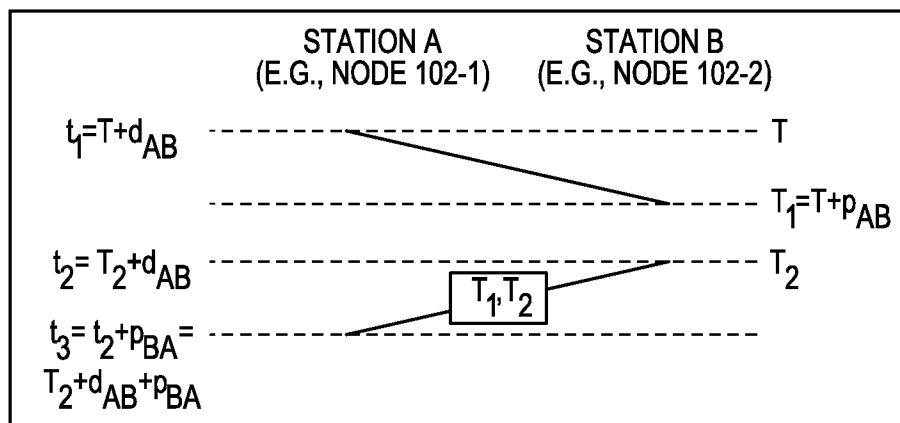 STATION A STATION B
(E.G., NODE 102-1) (E.G., NODE 102-2)
t1=T+dAB T
T1=T+pAB
t2= T2+dAB T2
T1,T2
t3= t2+pBA=
T2+dAB+pBA